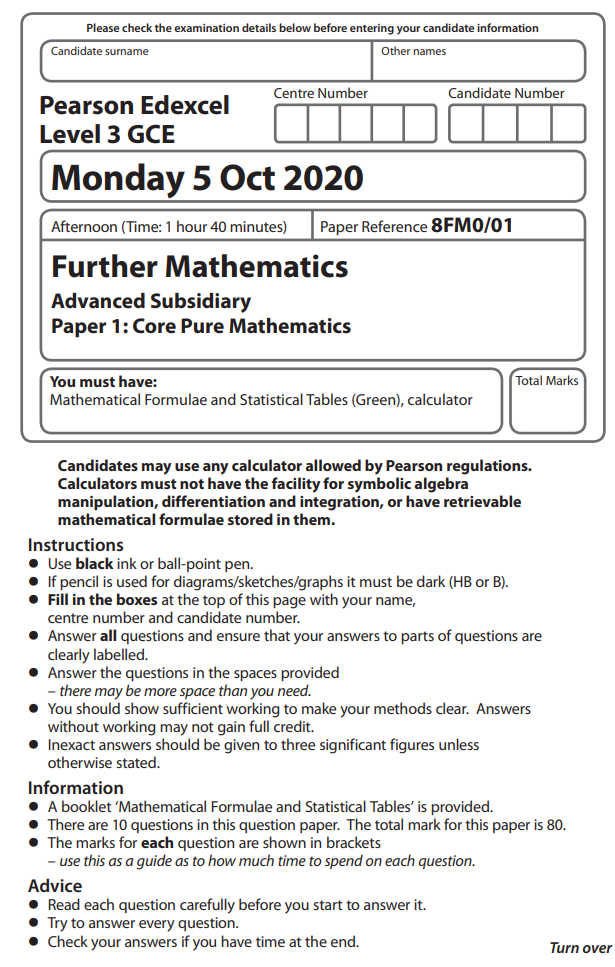 Please check the examination details below before entering your candidate information
Candidate surname
Other names
Pearson Edexcel
Level 3 GCE
Centre Number
Candidate Number
Monday 5 Oct 2020
Afternoon (Time: 1 hour 40 minutes)
Paper Reference 8FM0/01
Further Mathematics
Advanced Subsidiary
Paper 1: Core Pure Mathematics
You must have:
Mathematical Formulae and Statistical Tables (Green), calculator
Total Marks
Candidates may use any calculator allowed by Pearson regulations.
Calculators must not have the facility for symbolic algebra
manipulation, differentiation and integration, or have retrievable
mathematical formulae stored in them.
Instructions
● Use black ink or ball-point pen.
● If pencil is used for diagrams/sketches/graphs it must be dark (HB or B).
● Fill in the boxes at the top of this page with your name,
centre number and candidate number.
● Answer all questions and ensure that your answers to parts of questions are
clearly labelled.
● Answer the questions in the spaces provided
– there may be more space than you need.
● You should show sufficient working to make your methods clear. Answers
without working may not gain full credit.
● Inexact answers should be given to three significant figures unless
otherwise stated.
Information
● A booklet ‘Mathematical Formulae and Statistical Tables’ is provided.
● There are 10 questions in this question paper. The total mark for this paper is 80.
● The marks for each question are shown in brackets
– use this as a guide as to how much time to spend on each question.
Advice
● Read each question carefully before you start to answer it.
● Try to answer every question.
● Check your answers if you have time at the end.
Turn over